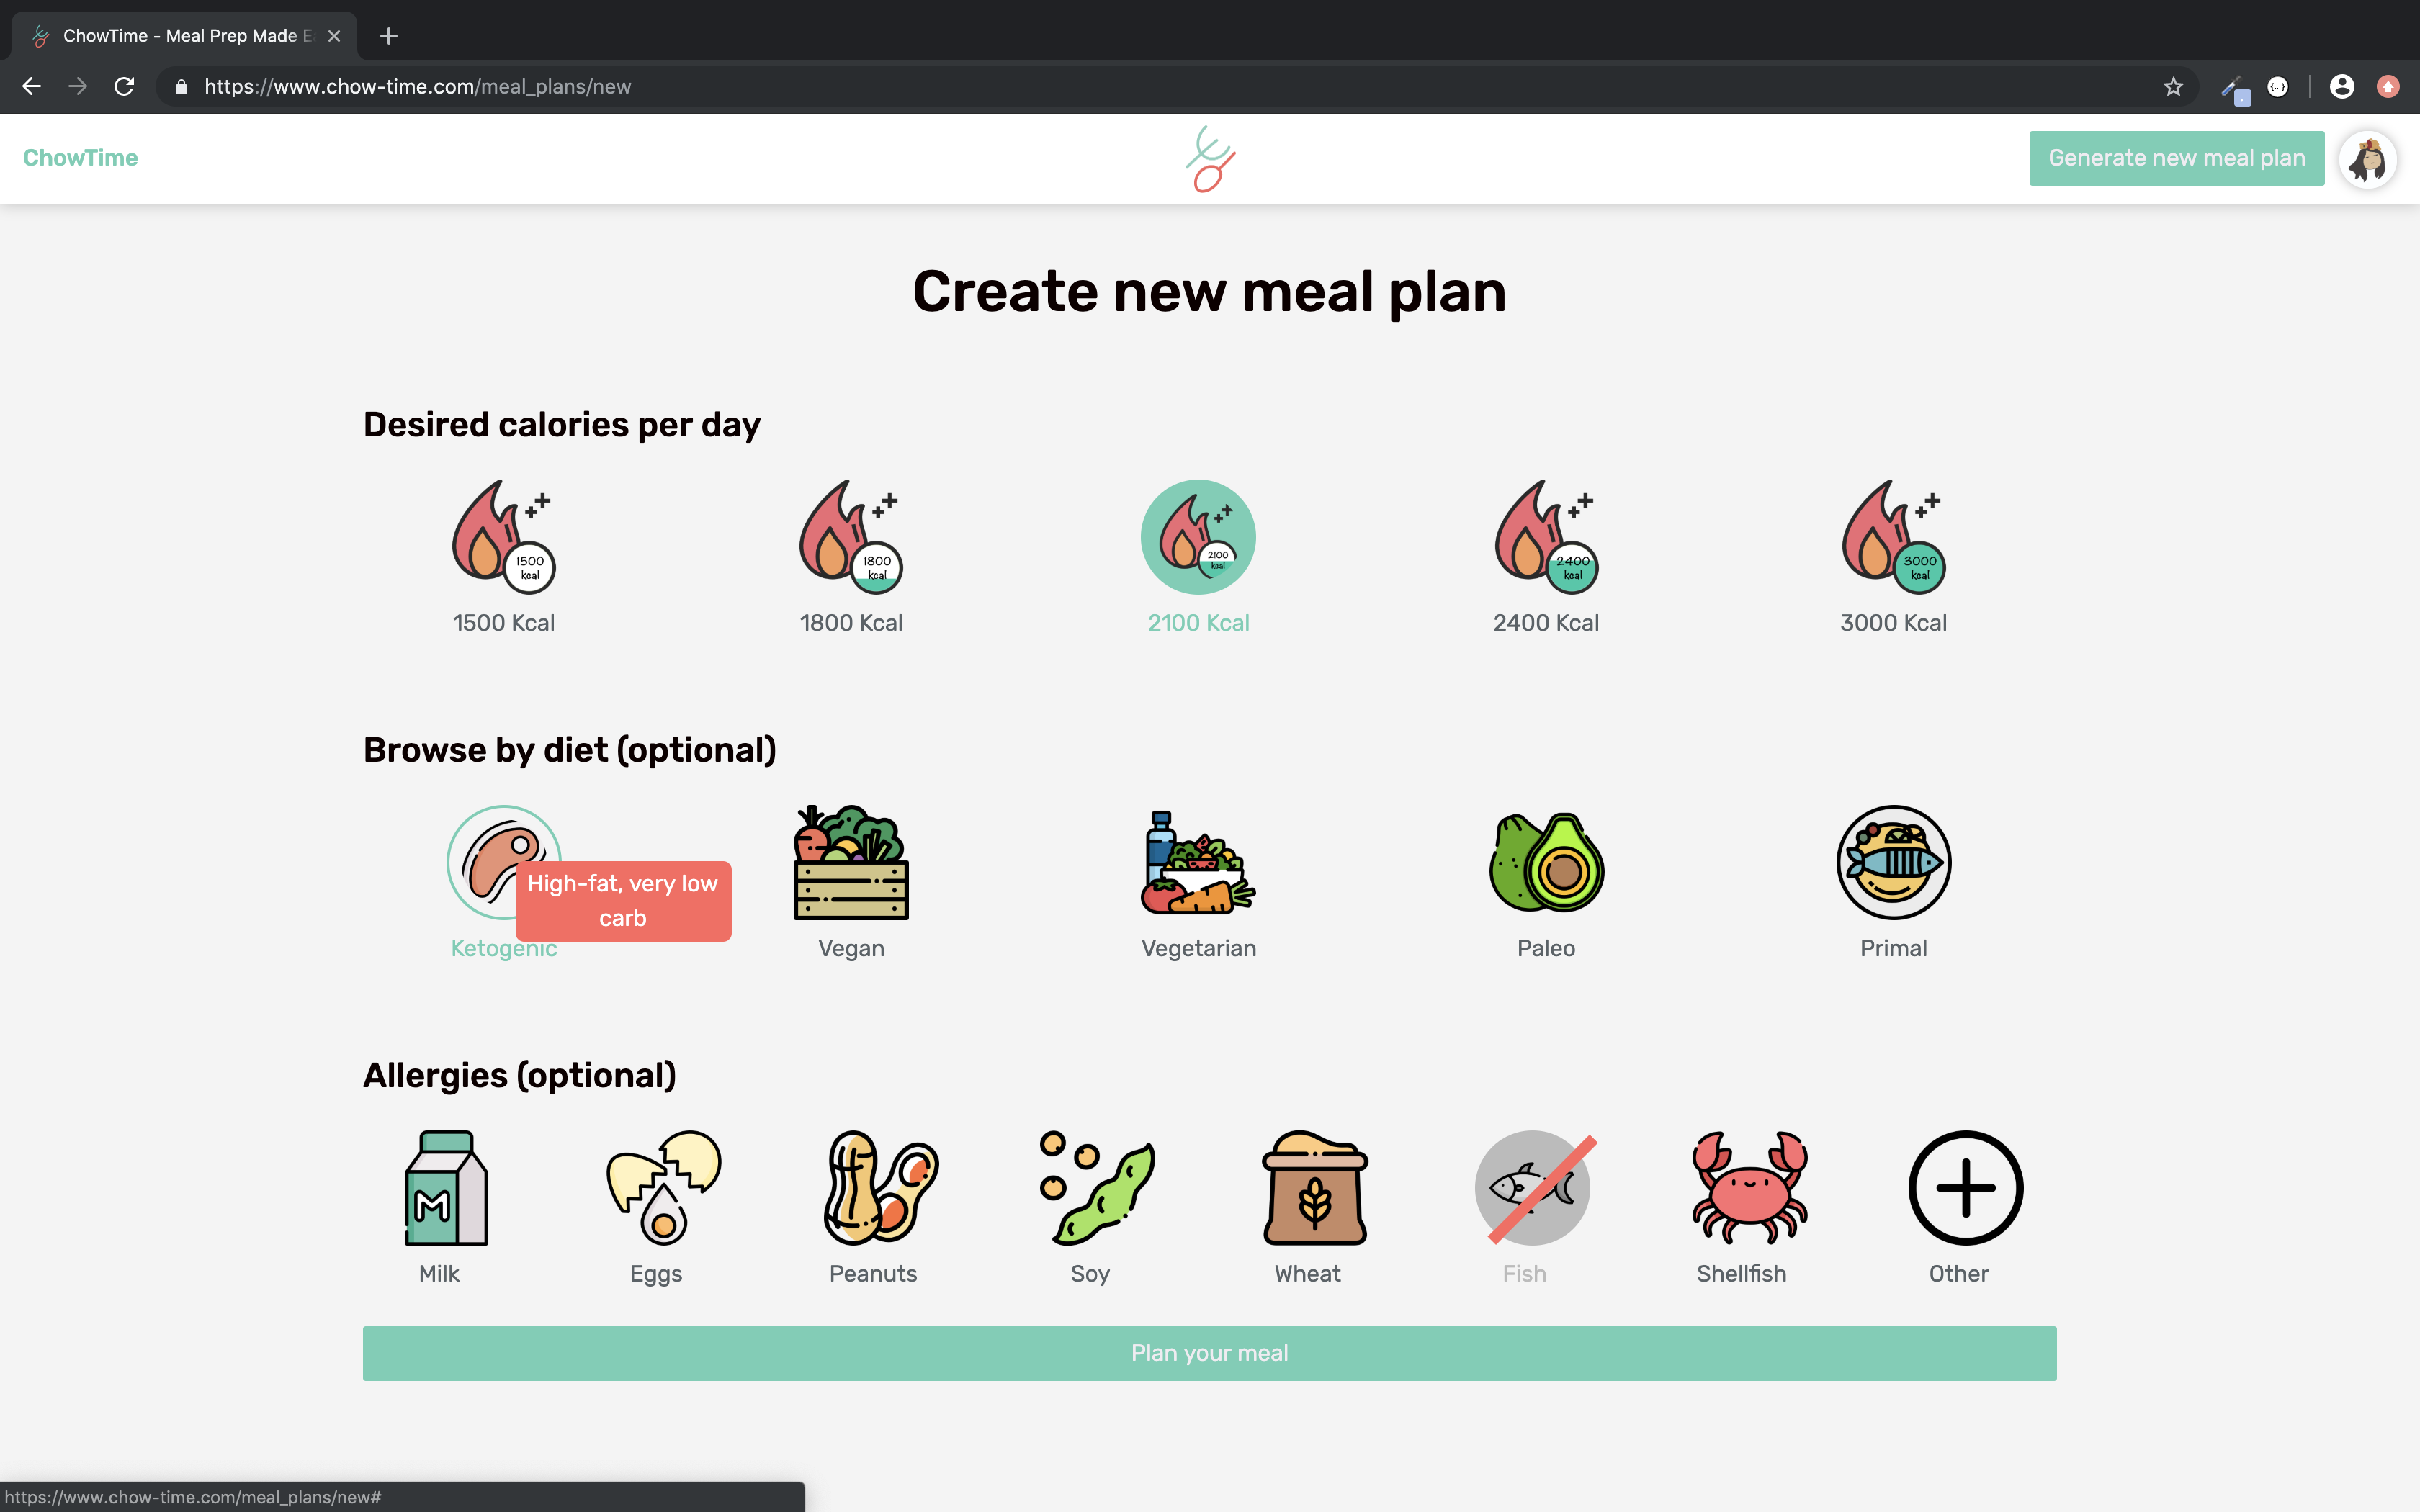 ChowTime - Meal Prep Made E
https://www.chow-time.com/meal_plans/new
ChowTime
Generate new meal plan
Create new meal plan
Desired calories per day
1500
kcal
1800
kcal
2100
kcal
2400
kcal
3000
kcal
1500 Kcal
1800 Kcal
2100 Kcal
2400 Kcal
3000 Kcal
Browse by diet (optional)
High-fat, very low
carb
Ketogenic
Vegan
Vegetarian
Paleo
Primal
Allergies (optional)
M
Milk
Eggs
Peanuts
Soy
Wheat
Fish
Shellfish
Other
Plan your meal
https://www.chow-time.com/meal_plans/new#